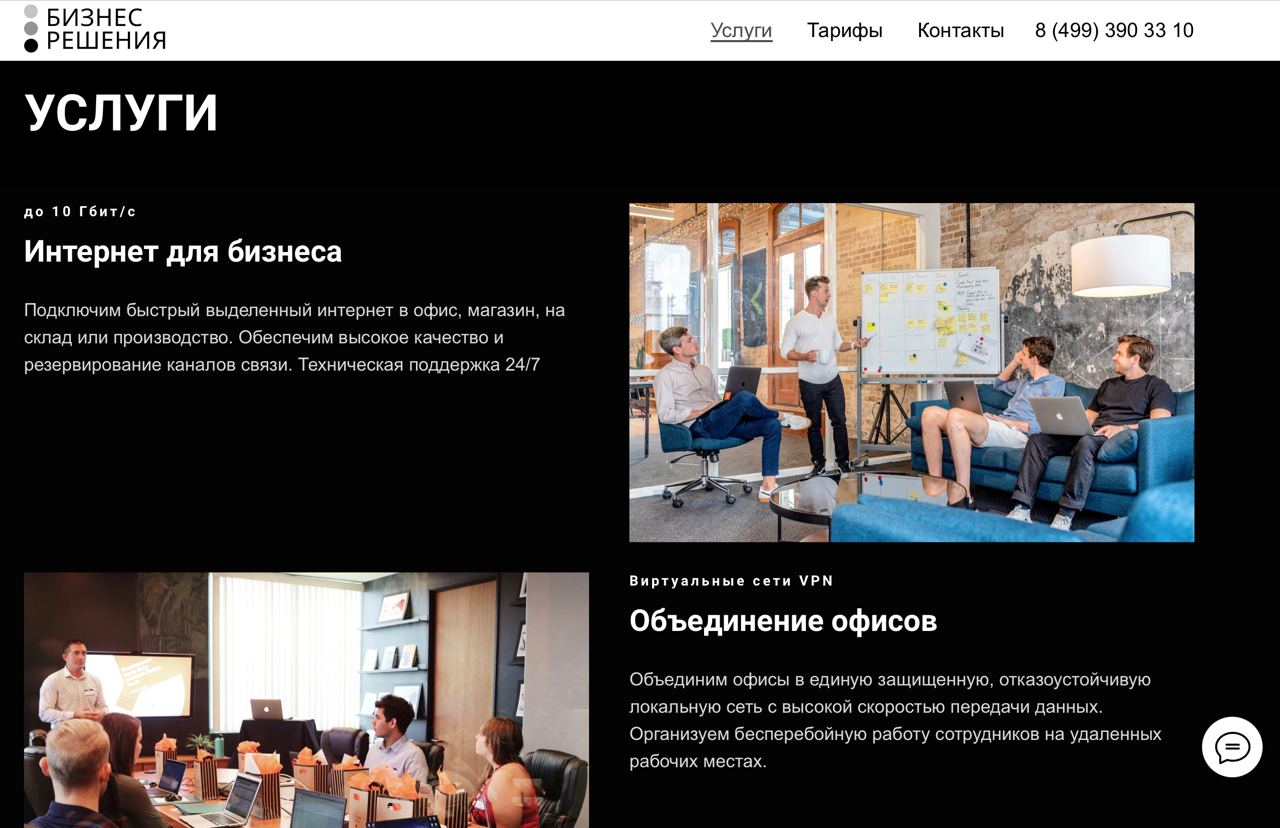 БИЗНЕС
РЕШЕНИЯ
Услуги
Тарифы
Контакты
8 (499) 390 33 10
УСЛУГИ
до 10 Гбит/с
Интернет для бизнеса
Подключим быстрый выделенный интернет в офис, магазин, на
склад или производство. Обеспечим высокое качество и
резервирование каналов связи. Техническая поддержка 24/7
Виртуальные сети VPN
Объединение офисов
Объединим офисы в единую защищенную, отказоустойчивую
локальную сеть с высокой скоростью передачи данных.
Организуем бесперебойную работу сотрудников на удаленных
рабочих местах.